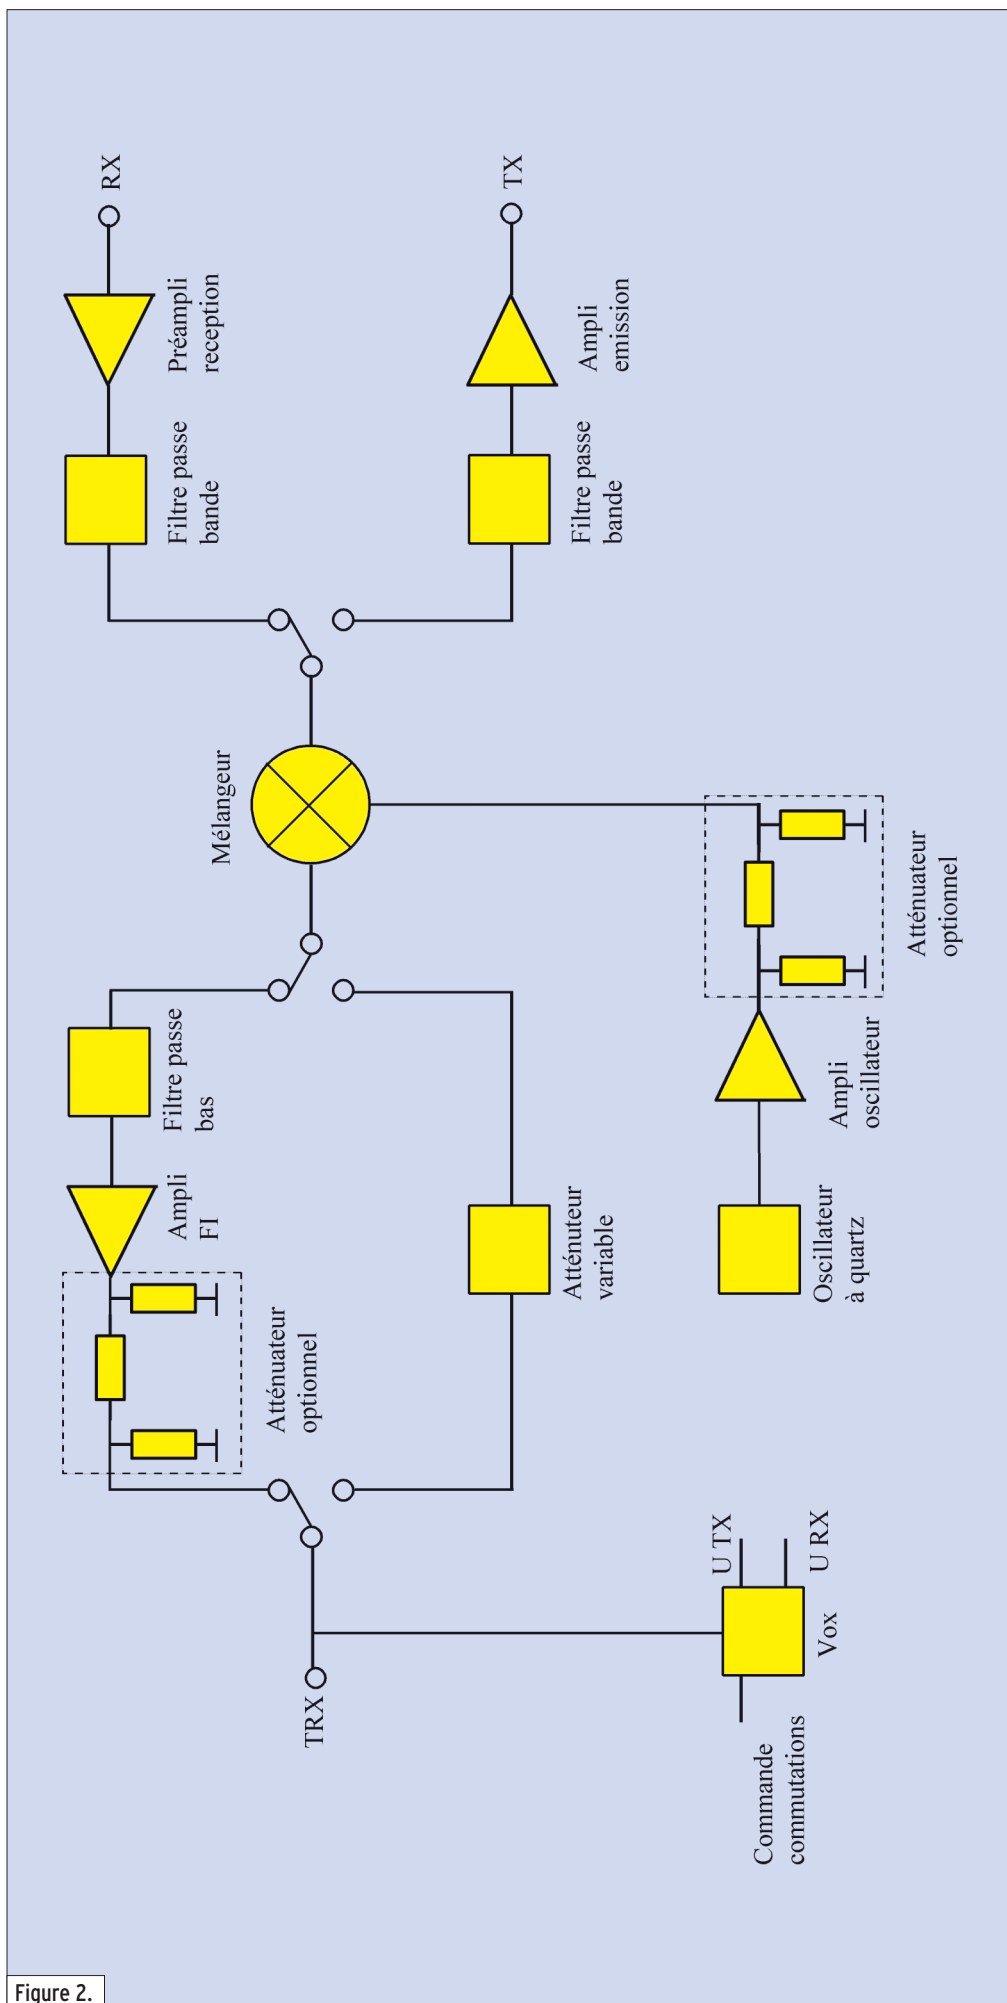 RX
Préampli
reception
Filtre passe
bande
TX
Ampli
emission
Filtre passe
bande
Mélangeur
Filtre passe
bas
Ampli
FI
Atténuateur
optionnel
Atténuteur
variable
Atténuateur
optionnel
Ampli
oscillateur
Oscillateur
à quartz
TRX
U TX
U RX
Vox
Commande
commutations
Figure 2.